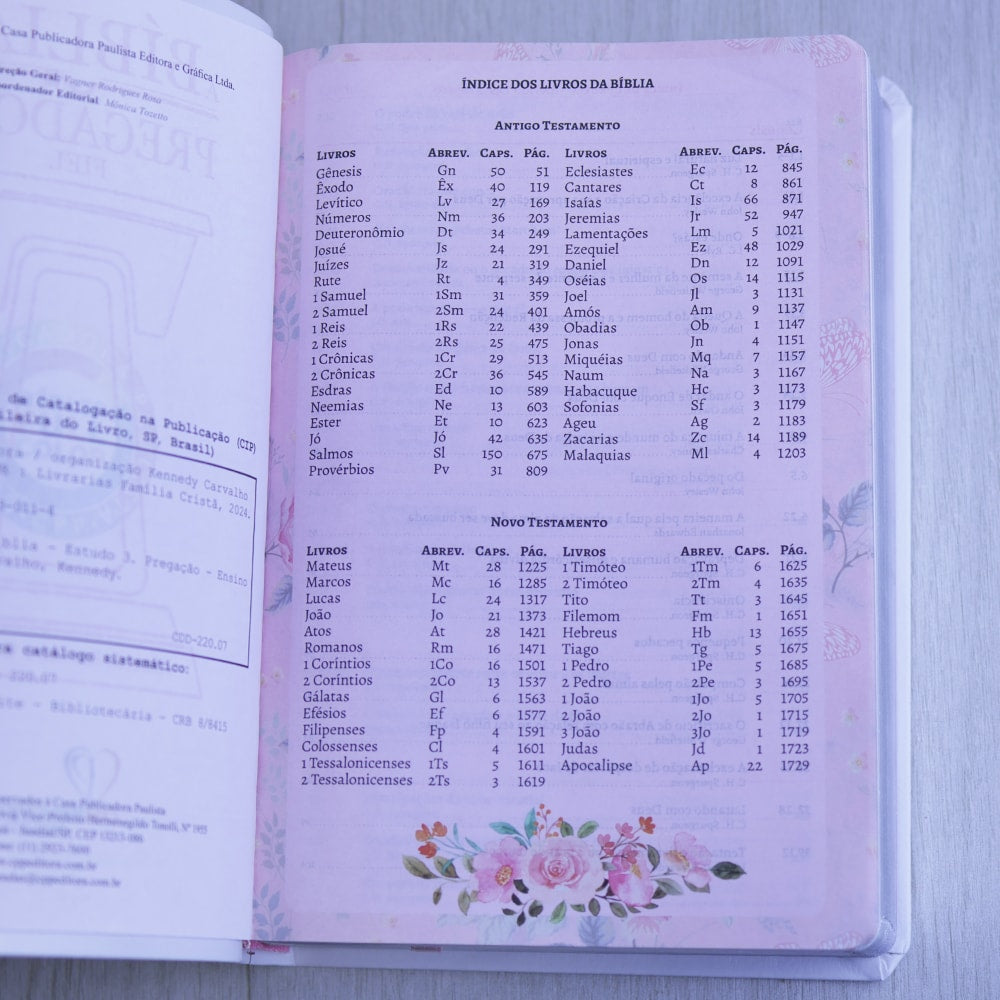 Casa Publicadora Paulista Editora e Gráfica Ltda.
Vagner Rodrigues Rosa
Mônica Tozetto
de Catalogação na Publicação (CIP)
do Livro, SP, Brasil)
organização Kennedy Carvalho
Livrarias Família Cristã, 2024.
Estudo 3. Pregação - Ensino
Kennedy.
CDD-220.07
catálogo sistemático:
220.07
Bibliotecária - CRB 8/8415
ÍNDICE DOS LIVROS DA BÍBLIA
Antigo Testamento
Livros Abrev. Caps. Pág. Livros Abrev. Caps. Pág.
Gênesis Gn 50 51 Eclesiastes Ec 12 845
Êxodo Êx 40 119 Cantares Ct 8 861
Levítico Lv 27 169 Isaías Is 66 871
Números Nm 36 203 Jeremias Jr 52 947
Deuteronômio Dt 34 249 Lamentações Lm 5 1021
Josué Js 24 291 Ezequiel Ez 48 1029
Juízes Jz 21 319 Daniel Dn 12 1091
Rute Rt 4 349 Oséias Os 14 1115
1 Samuel 1Sm 31 359 Joel Jl 3 1131
2 Samuel 2Sm 24 401 Amós Am 9 1137
1 Reis 1Rs 22 439 Obadias Ob 1 1147
2 Reis 2Rs 25 475 Jonas Jn 4 1151
1 Crônicas 1Cr 29 513 Miquéias Mq 7 1157
2 Crônicas 2Cr 36 545 Naum Na 3 1167
Esdras Ed 10 589 Habacuque Hc 3 1173
Neemias Ne 13 603 Sofonias Sf 3 1179
Ester Et 10 623 Ageu Ag 2 1183
Jó Jó 42 635 Zacarias Zc 14 1189
Salmos Sl 150 675 Malaquias Ml 4 1203
Provérbios Pv 31 809
Novo Testamento
Livros Abrev. Caps. Pág. Livros Abrev. Caps. Pág.
Mateus Mt 28 1225 1 Timóteo 1Tm 6 1625
Marcos Mc 16 1285 2 Timóteo 2Tm 4 1635
Lucas Lc 24 1317 Tito Tt 3 1645
João Jo 21 1373 Filemom Fm 1 1651
Atos At 28 1421 Hebreus Hb 13 1655
Romanos Rm 16 1471 Tiago Tg 5 1675
1 Coríntios 1Co 16 1501 1 Pedro 1Pe 5 1685
2 Coríntios 2Co 13 1537 2 Pedro 2Pe 3 1695
Gálatas Gl 6 1563 1 João 1Jo 5 1705
Efésios Ef 6 1577 2 João 2Jo 1 1715
Filipenses Fp 4 1591 3 João 3Jo 1 1719
Colossenses Cl 4 1601 Judas Jd 1 1723
1 Tessalonicenses 1Ts 5 1611 Apocalipse Ap 22 1729
2 Tessalonicenses 2Ts 3 1619